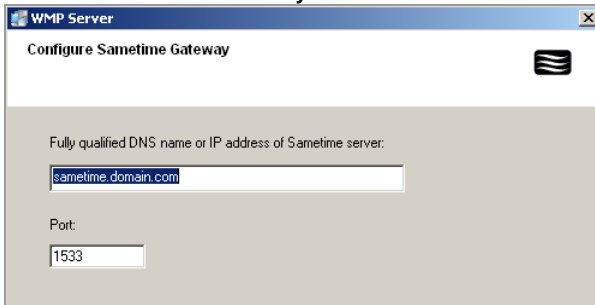 WMP Server
Configure Sametime Gateway
Fully qualified DNS name or IP address of Sametime server:
sametime.domain.com
Port:
1533